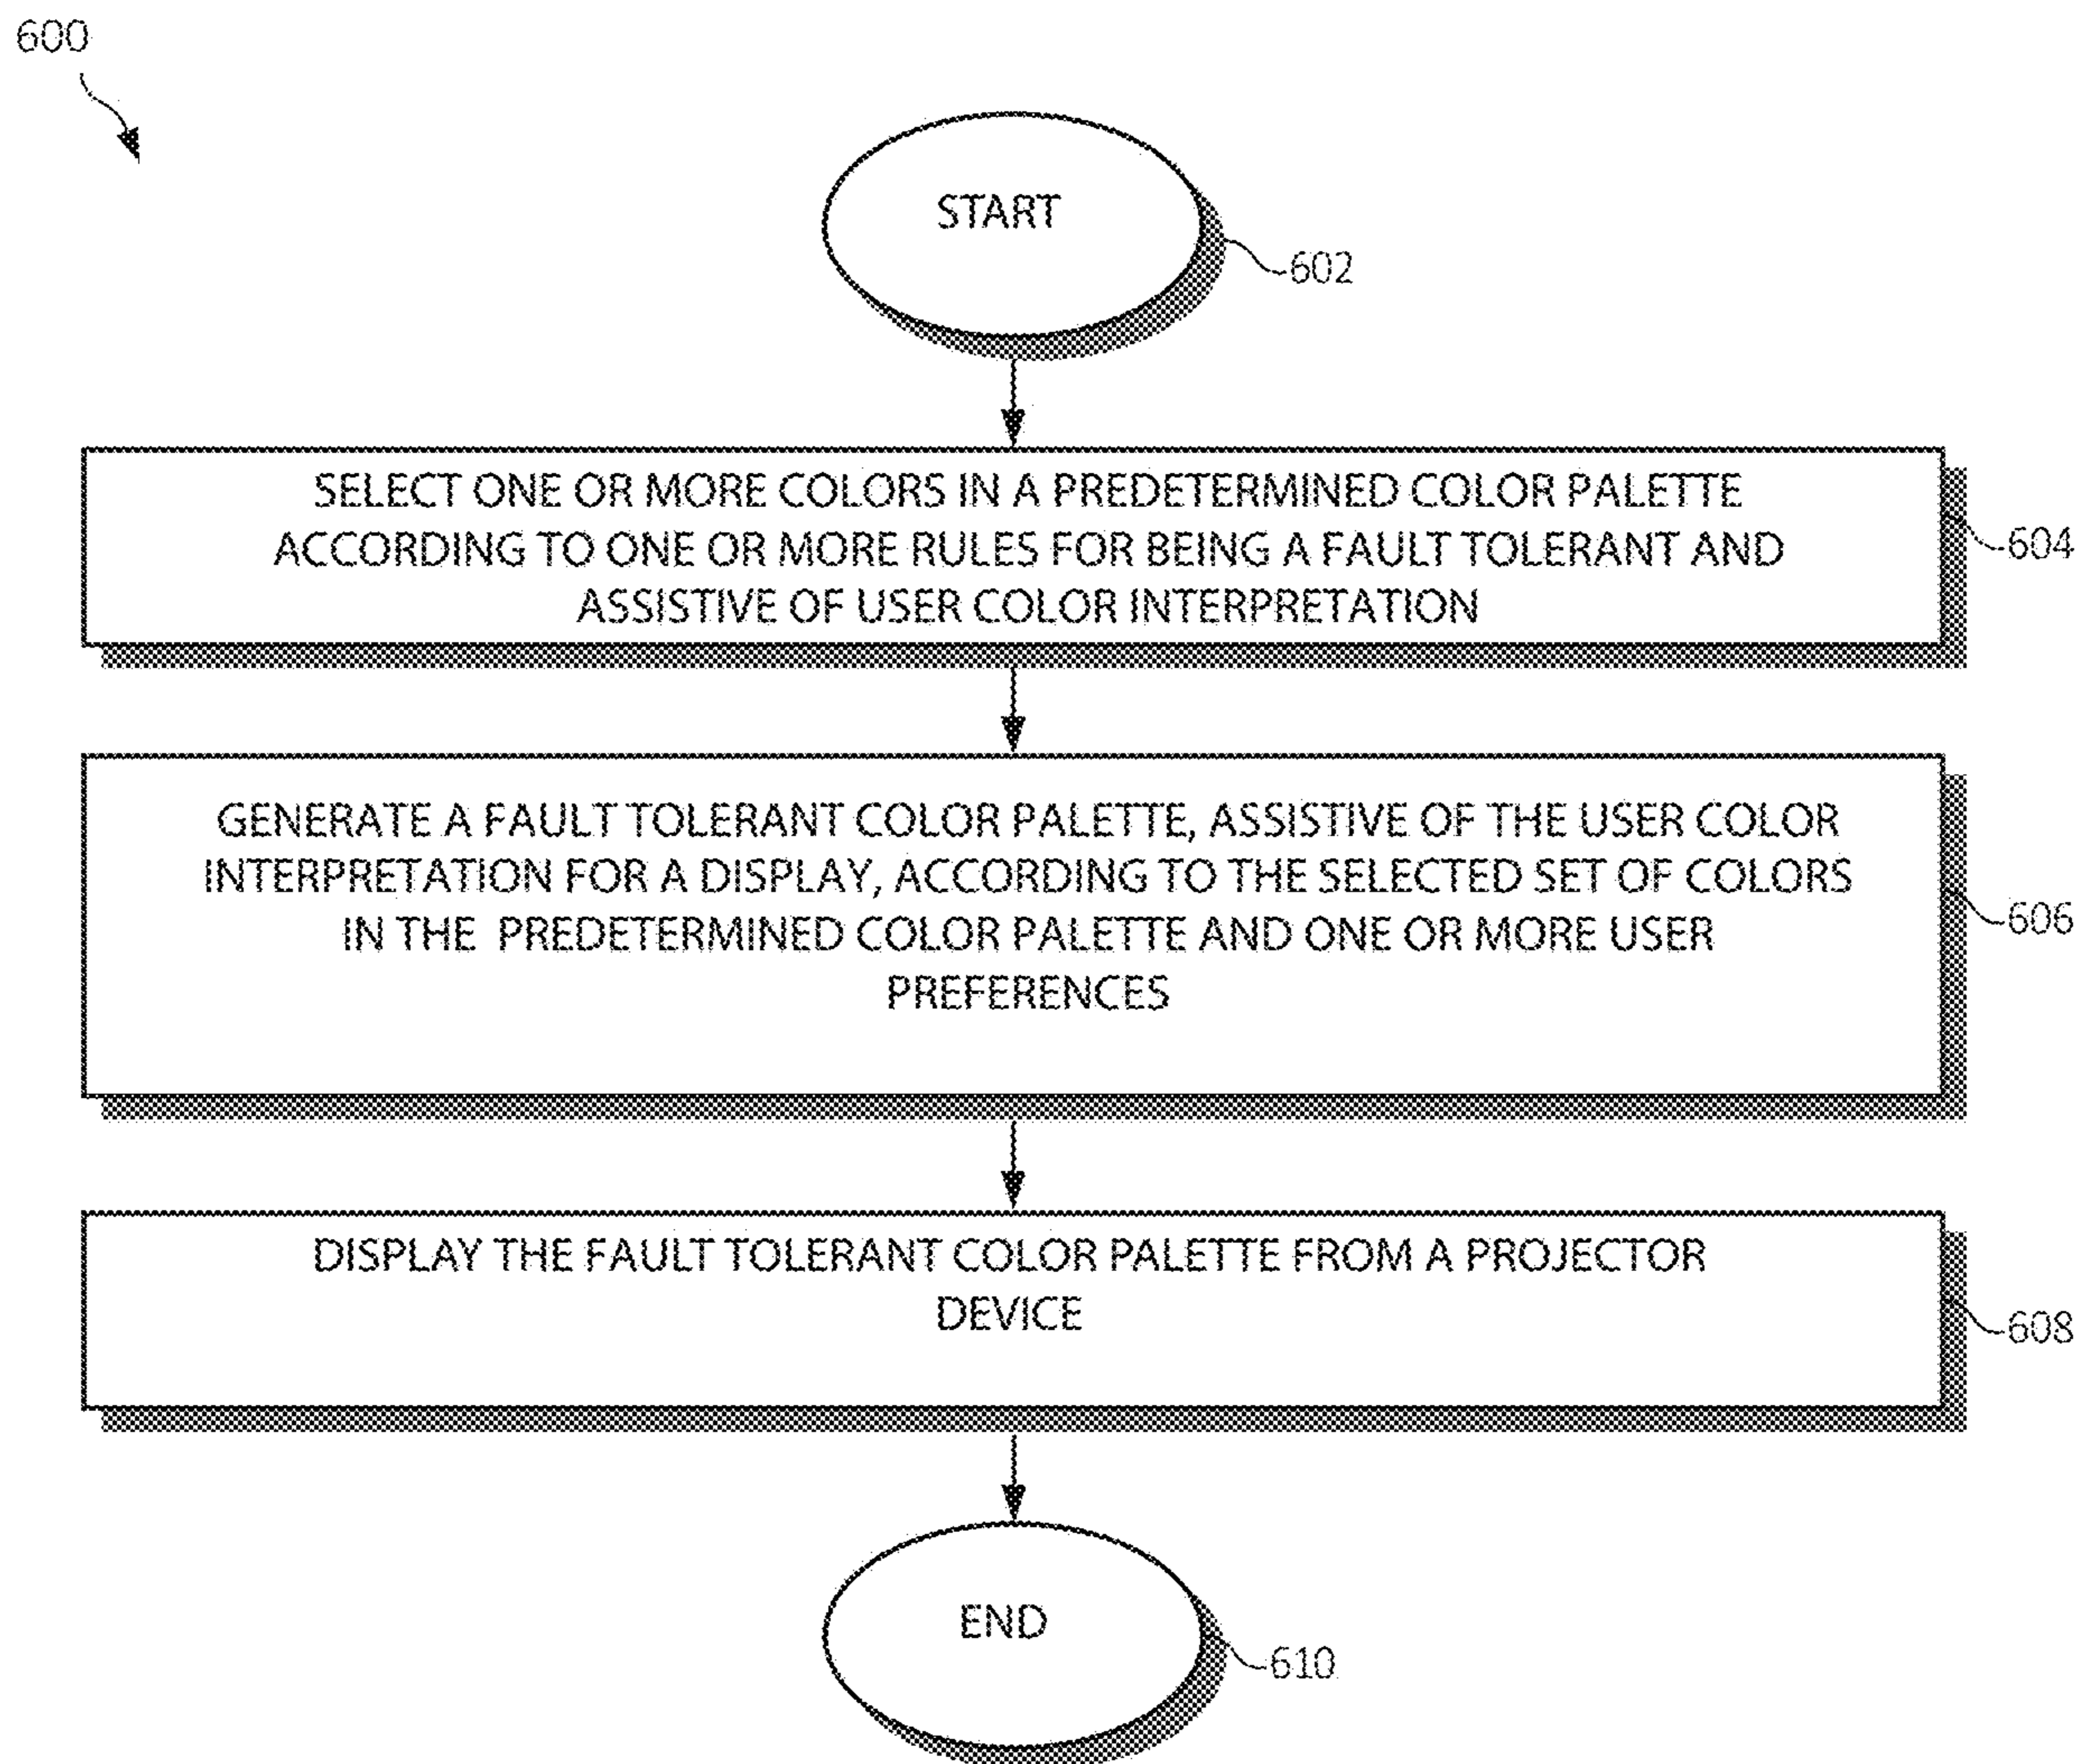 600
START
602
SELECT ONE OR MORE COLORS IN A PREDETERMINED COLOR PALETTE
ACCORDING TO ONE OR MORE RULES FOR BEING A FAULT TOLERANT AND
ASSISTIVE OF USER COLOR INTERPRETATION
604
GENERATE A FAULT TOLERANT COLOR PALETTE, ASSISTIVE OF THE USER COLOR
INTERPRETATION FOR A DISPLAY, ACCORDING TO THE SELECTED SET OF COLORS
IN THE PREDETERMINED COLOR PALETTE AND ONE OR MORE USER
PREFERENCES
606
DISPLAY THE FAULT TOLERANT COLOR PALETTE FROM A PROJECTOR
DEVICE
608
END
610